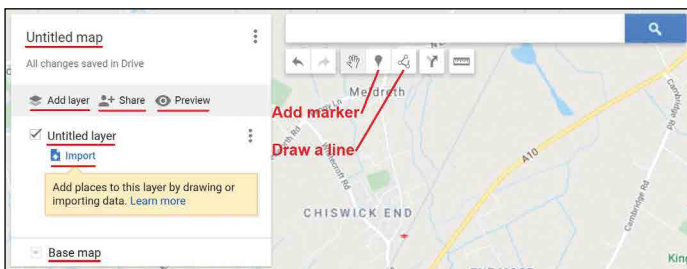 Untitled map
All changes saved in Drive
Add layer Share Preview
Untitled layer
Import
Add places to this layer by drawing or
importing data. Learn more
Base map
Add marker
Draw a line
Meldreth
CHISWICK END
A10
Cambridge Rd